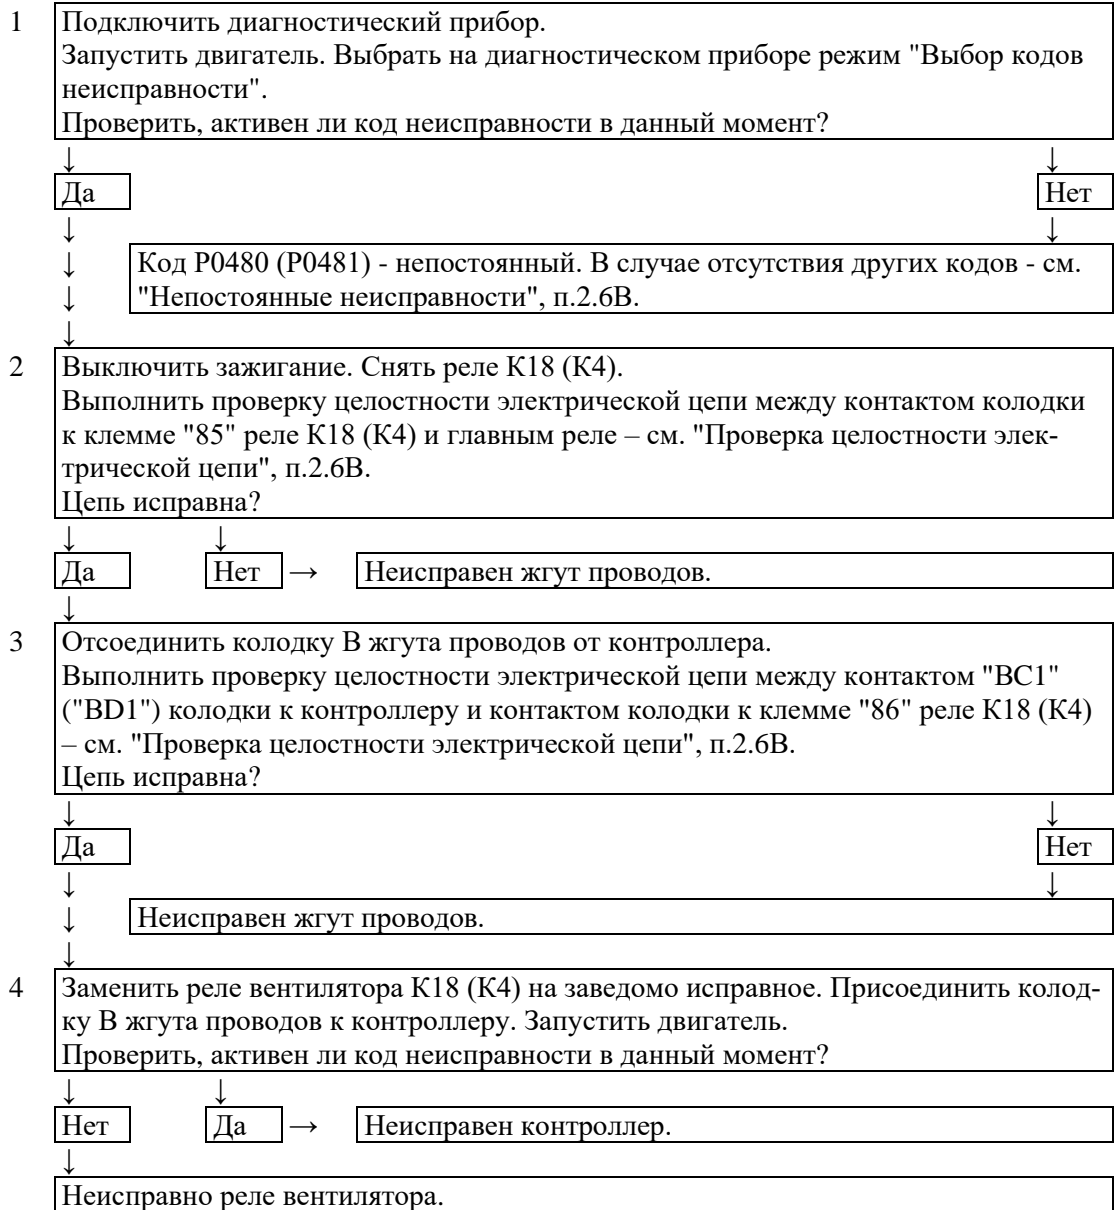 1 Подключить диагностический прибор.
Запустить двигатель. Выбрать на диагностическом приборе режим "Выбор кодов
неисправности".
Проверить, активен ли код неисправности в данный момент?
↓ ↓
Да Нет
↓ ↓
↓ Код Р0480 (Р0481) - непостоянный. В случае отсутствия других кодов - см.
↓ "Непостоянные неисправности", п.2.6В.
↓
2 Выключить зажигание. Снять реле К18 (К4).
Выполнить проверку целостности электрической цепи между контактом колодки
к клемме "85" реле К18 (К4) и главным реле – см. "Проверка целостности элек-
трической цепи", п.2.6В.
Цепь исправна?
↓ ↓
Да Нет → Неисправен жгут проводов.
↓
3 Отсоединить колодку В жгута проводов от контроллера.
Выполнить проверку целостности электрической цепи между контактом "ВС1"
("BD1") колодки к контроллеру и контактом колодки к клемме "86" реле К18 (К4)
– см. "Проверка целостности электрической цепи", п.2.6В.
Цепь исправна?
↓ ↓
Да Нет
↓ ↓
↓ Неисправен жгут проводов.
↓
4 Заменить реле вентилятора К18 (К4) на заведомо исправное. Присоединить колод-
ку В жгута проводов к контроллеру. Запустить двигатель.
Проверить, активен ли код неисправности в данный момент?
↓ ↓
Нет Да → Неисправен контроллер.
↓
Неисправно реле вентилятора.